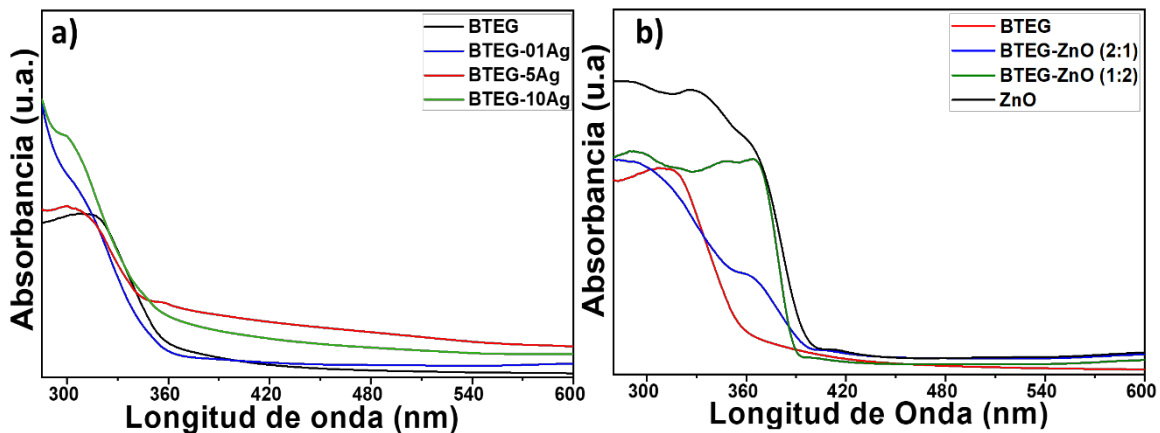 a)
BTEG
BTEG-01Ag
BTEG-5Ag
BTEG-10Ag
Absorbancia (u.a.)
300 360 420 480 540 600
Longitud de onda (nm)
b)
BTEG
BTEG-ZnO (2:1)
BTEG-ZnO (1:2)
ZnO
Absorbancia (u.a.)
300 360 420 480 540 600
Longitud de Onda (nm)